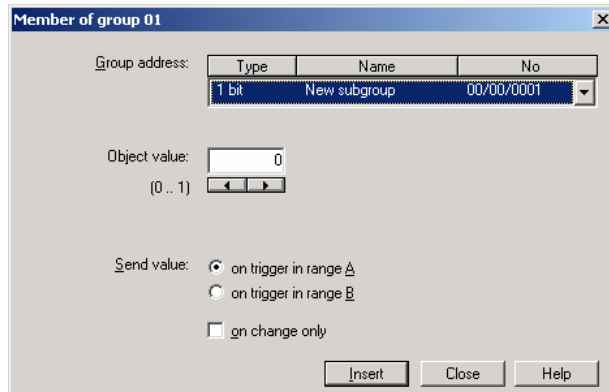 Member of group 01
Group address:
Type Name No
1 bit New subgroup 00/00/0001
Object value: 0
(0 .. 1)
Send value: on trigger in range A
on trigger in range B
on change only
Insert Close Help